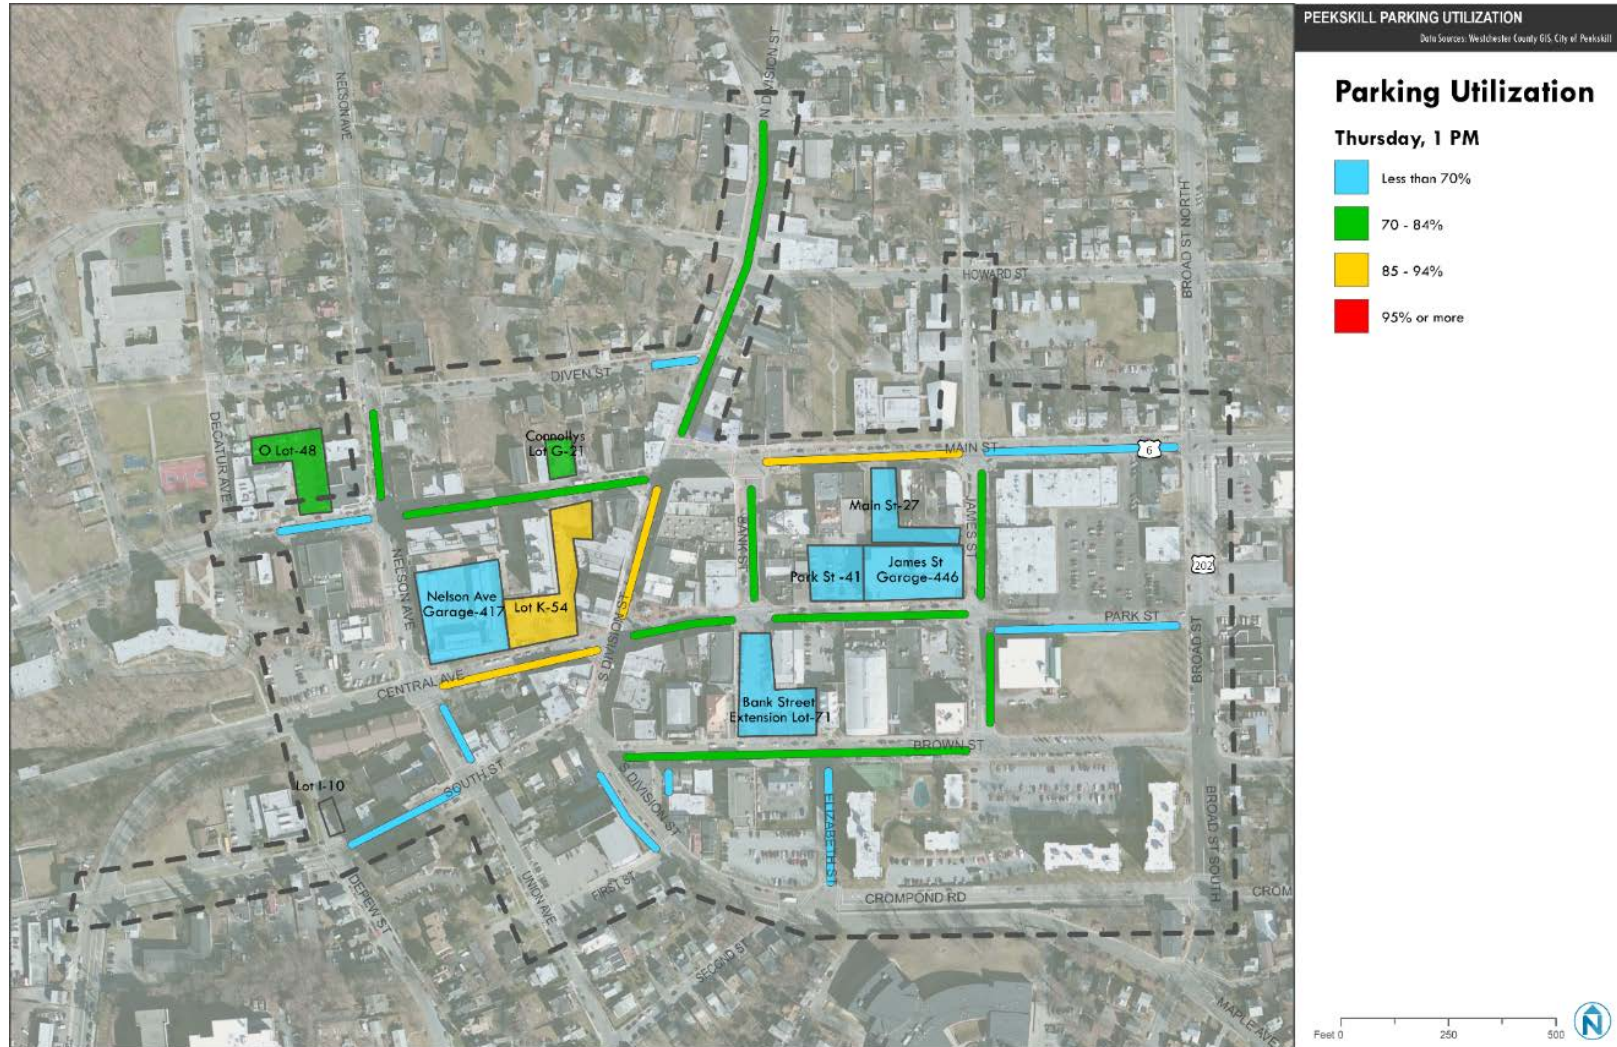 PEEKSKILL PARKING UTILIZATION
Data Sources: Westchester County GIS, City of Peekskill
Parking Utilization
Thursday, 1 PM
Less than 70%
70 - 84%
85 - 94%
95% or more
Feet 0
250
500
N
N DIVISION ST
NELSON AVE
BROAD ST NORTH
HOWARD ST
DIVEN ST
DECATUR AVE
O Lot-48
Connollys
Lot G-21
MAIN ST
6
Main St-27
BANK ST
JAMES ST
202
Park St -41
James St
Garage-446
NELSON AVE
Nelson Ave
Garage-417
Lot K-54
S DIVISION ST
PARK ST
BROAD ST
CENTRAL AVE
Bank Street
Extension Lot-71
BROWN ST
SOUTH ST
Lot I-10
S DIVISION ST
ELIZABETH ST
BROAD ST SOUTH
DEPEW ST
UNION AVE
FIRST ST
CROMPOND RD
CROM
SECOND ST
MAPLE AVE